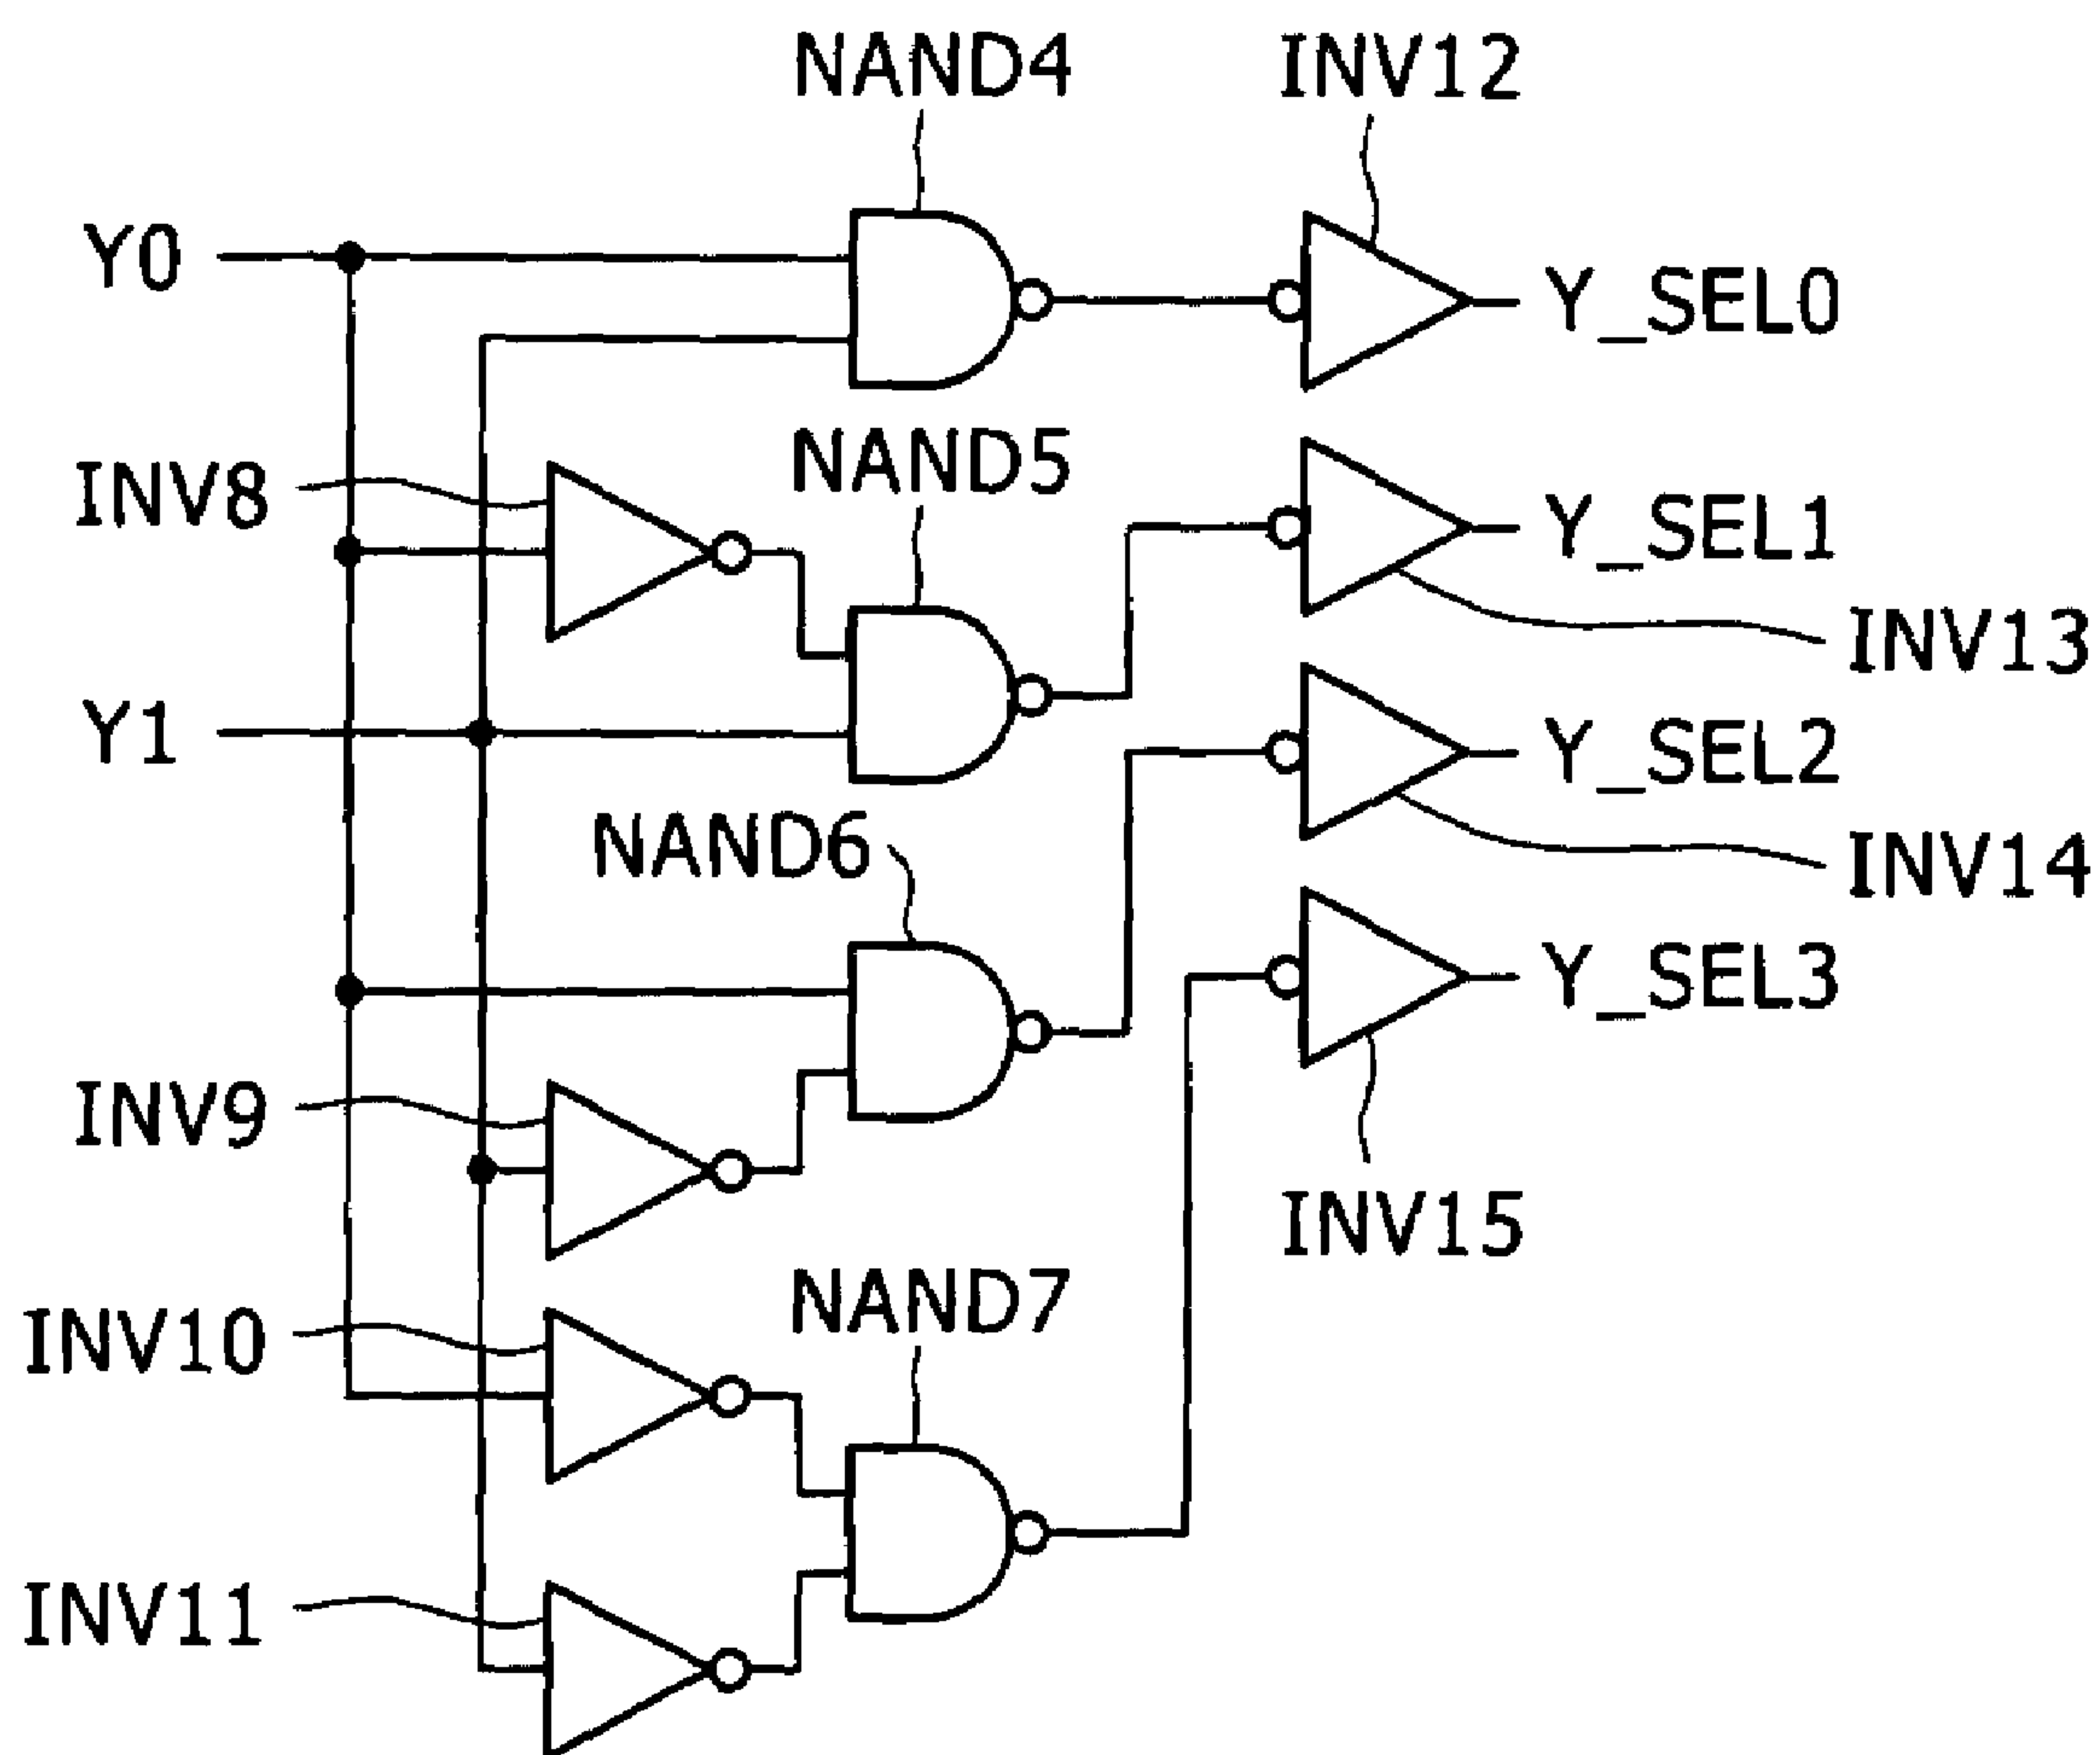 NAND4
INV12
Y0
Y_SEL0
NAND5
INV8
Y_SEL1
INV13
Y1
Y_SEL2
NAND6
INV14
Y_SEL3
INV9
INV15
NAND7
INV10
INV11